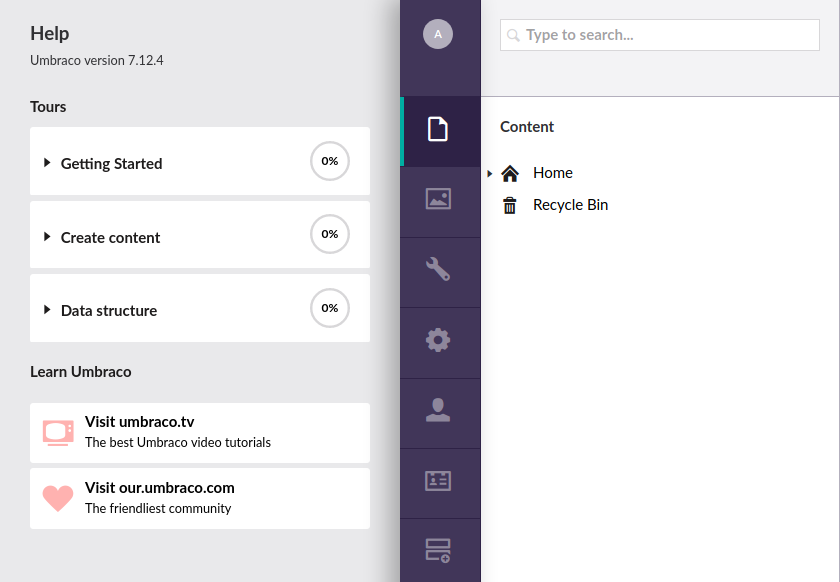 Help
Umbraco version 7.12.4
Tours
Getting Started
0%
Create content
0%
Data structure
0%
Learn Umbraco
Visit umbraco.tv
The best Umbraco video tutorials
Visit our.umbraco.com
The friendliest community
A
Type to search...
Content
Home
Recycle Bin